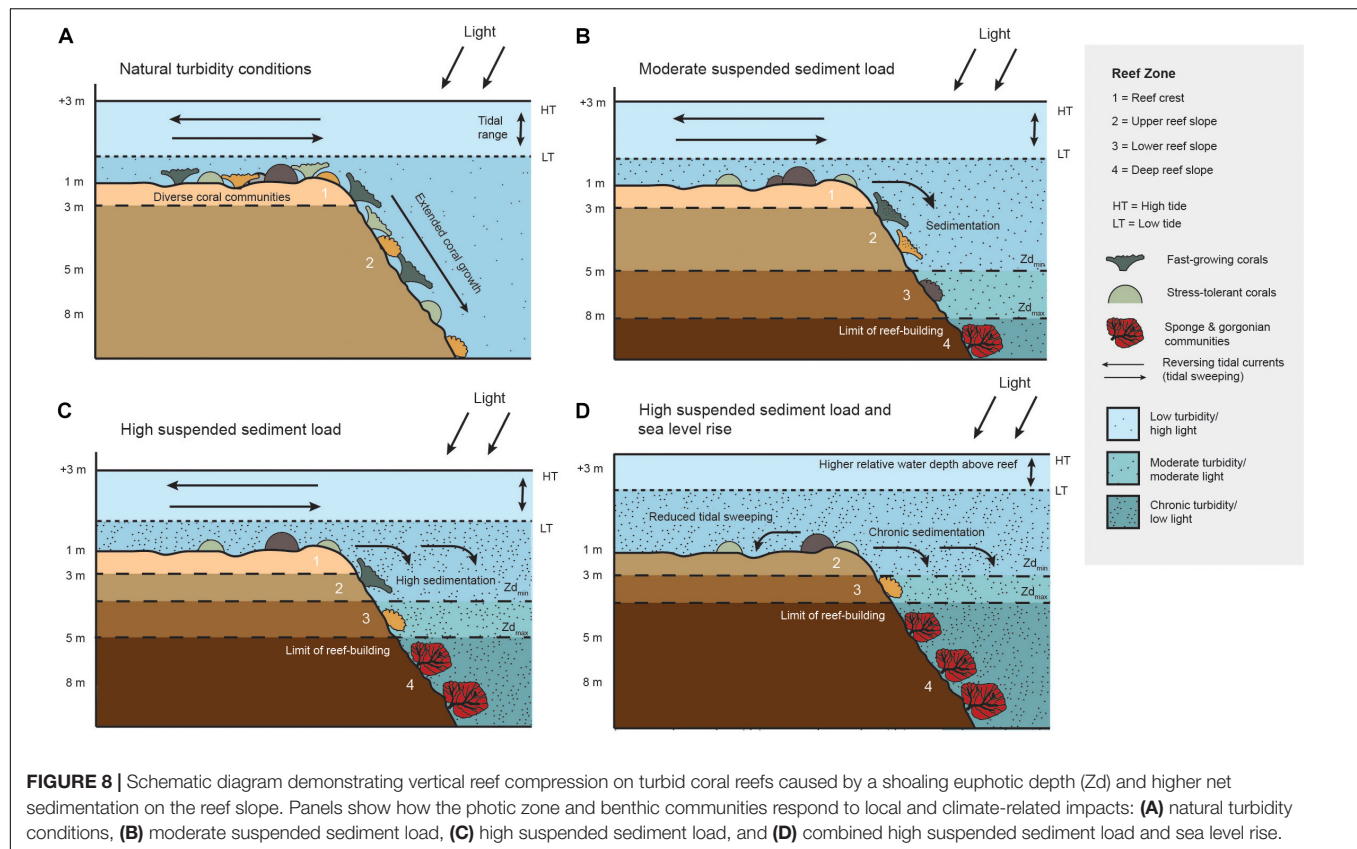 A
Light
Natural turbidity conditions
+3 m
HT
Tidal
range
LT
1 m
Diverse coral communities
1
3 m
Extended coral growth
2
5 m
8 m
B
Light
Moderate suspended sediment load
+3 m
HT
LT
1 m
1
3 m
Sedimentation
2
Zdmin
5 m
3
Zdmax
8 m
Limit of reef-building
4
C
Light
High suspended sediment load
+3 m
HT
LT
1 m
1
High sedimentation
3 m
Zdmin
2
3
Zdmax
5 m
Limit of reef-building
8 m
4
D
Light
High suspended sediment load and
sea level rise
+3 m
Higher relative water depth above reef
HT
LT
Reduced tidal sweeping
Chronic sedimentation
1 m
2
Zdmin
3 m
3
Zdmax
Limit of reef-building
5 m
8 m
4
Reef Zone
1 = Reef crest
2 = Upper reef slope
3 = Lower reef slope
4 = Deep reef slope
HT = High tide
LT = Low tide
Fast-growing corals
Stress-tolerant corals
Sponge & gorgonian
communities
Reversing tidal currents
(tidal sweeping)
Low turbidity/
high light
Moderate turbidity/
moderate light
Chronic turbidity/
low light
FIGURE 8 | Schematic diagram demonstrating vertical reef compression on turbid coral reefs caused by a shoaling euphotic depth (Zd) and higher net
sedimentation on the reef slope. Panels show how the photic zone and benthic communities respond to local and climate-related impacts: (A) natural turbidity
conditions, (B) moderate suspended sediment load, (C) high suspended sediment load, and (D) combined high suspended sediment load and sea level rise.